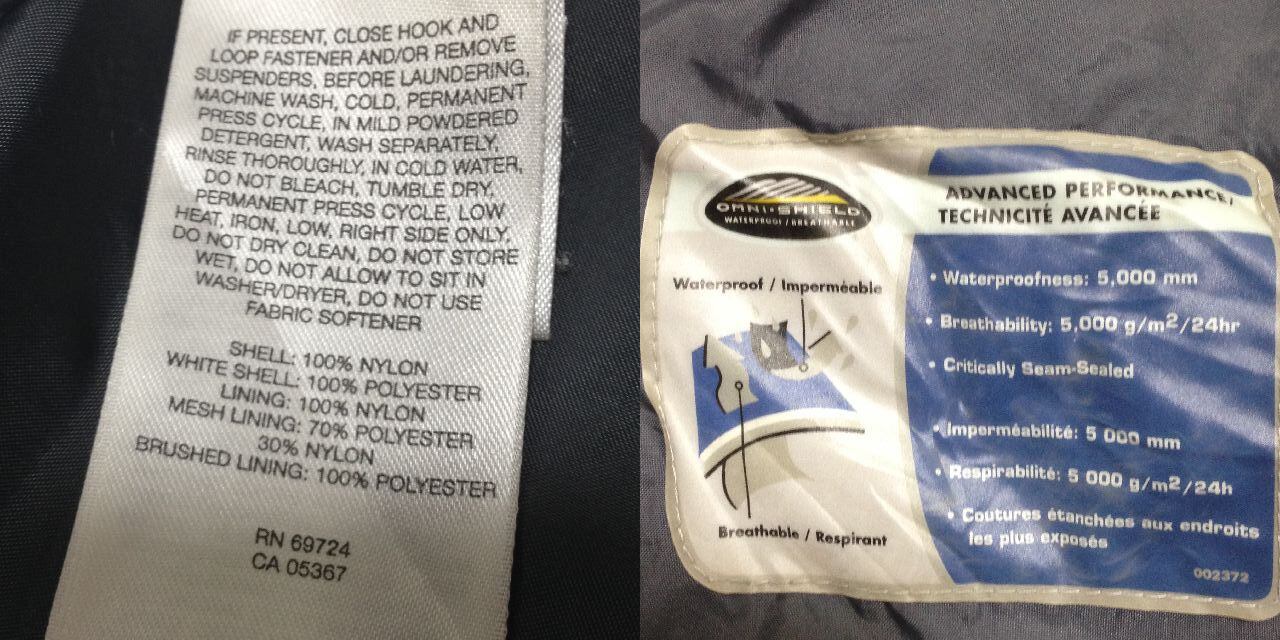 IF PRESENT, CLOSE HOOK AND
LOOP FASTENER AND/OR REMOVE
SUSPENDERS, BEFORE LAUNDERING,
MACHINE WASH, COLD, PERMANENT
PRESS CYCLE, IN MILD POWDERED
DETERGENT, WASH SEPARATELY,
RINSE THOROUGHLY, IN COLD WATER,
DO NOT BLEACH, TUMBLE DRY,
PERMANENT PRESS CYCLE, LOW
HEAT, IRON, LOW, RIGHT SIDE ONLY,
DO NOT DRY CLEAN, DO NOT STORE
WET, DO NOT ALLOW TO SIT IN
WASHER/DRYER, DO NOT USE
FABRIC SOFTENER
SHELL: 100% NYLON
WHITE SHELL: 100% POLYESTER
LINING: 100% NYLON
MESH LINING: 70% POLYESTER
30% NYLON
BRUSHED LINING: 100% POLYESTER
RN 69724
CA 05367
OMNI-SHIELD
WATERPROOF / BREATHABLE
Waterproof / Imperméable
Breathable / Respirant
ADVANCED PERFORMANCE/
TECHNICITÉ AVANCÉE
• Waterproofness: 5,000 mm
• Breathability: 5,000 g/m2/24hr
• Critically Seam-Sealed
• Imperméabilité: 5 000 mm
• Respirabilité: 5 000 g/m2/24h
• Coutures étanchées aux endroits
les plus exposés
002372